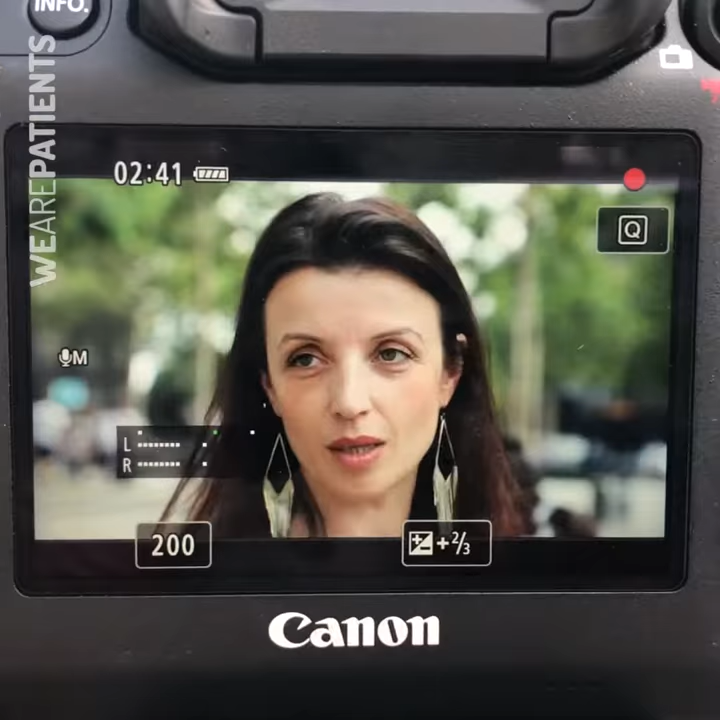 INFO.
WEAREPATIENTS
02:41
Q
M
L
R
200
+2/3
Canon